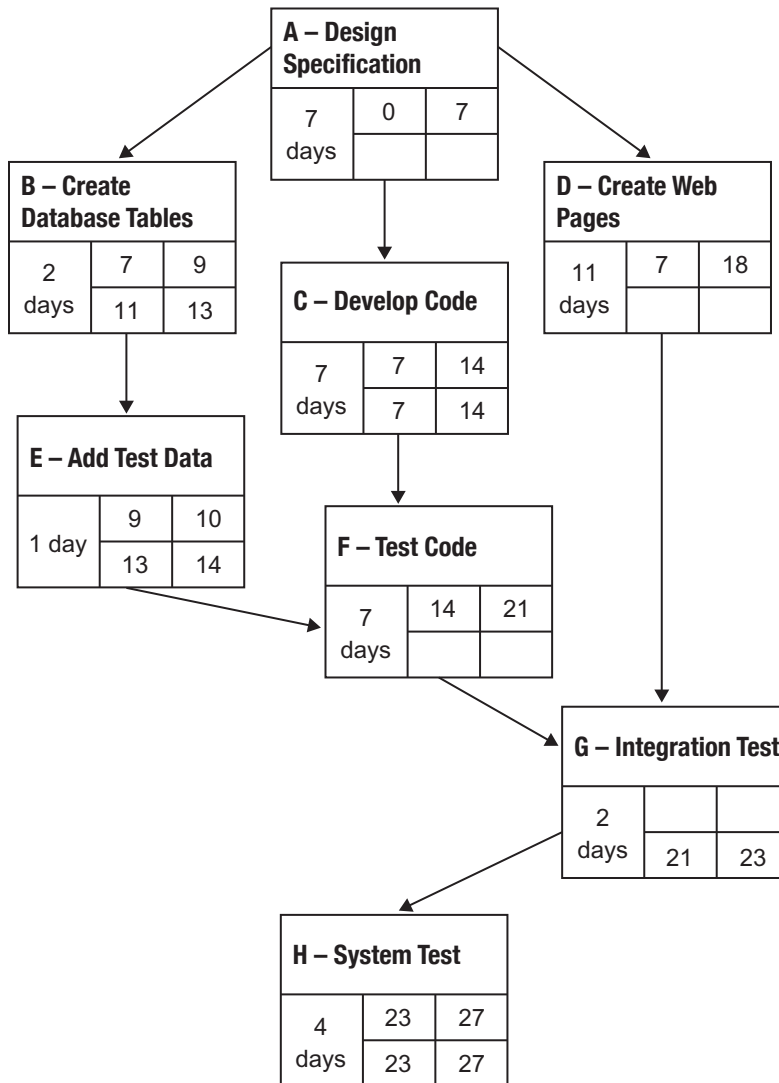 A – Design
Specification
7
days
0
7
B – Create
Database Tables
2
days
7
9
11
13
D – Create Web
Pages
11
days
7
18
C – Develop Code
7
days
7
14
7
14
E – Add Test Data
1 day
9
10
13
14
F – Test Code
7
days
14
21
G – Integration Test
2
days
21
23
H – System Test
4
days
23
27
23
27